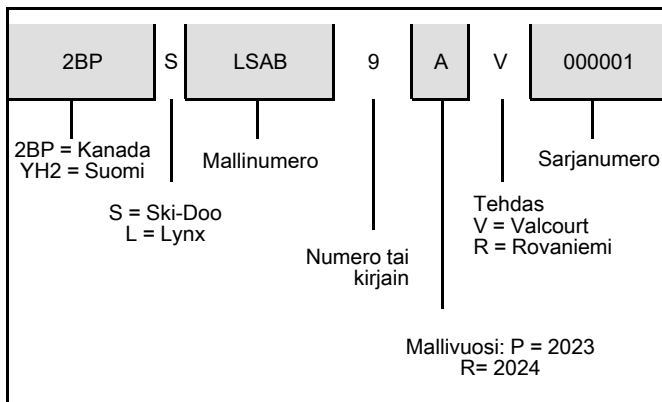 2BP S LSAB 9 A V 000001
2BP = Kanada
YH2 = Suomi
Mallinumero
Sarjanumero
S = Ski-Doo
L = Lynx
Tehdas
V = Valcourt
R = Rovaniemi
Numero tai
kirjain
Mallivuosi: P = 2023
R= 2024